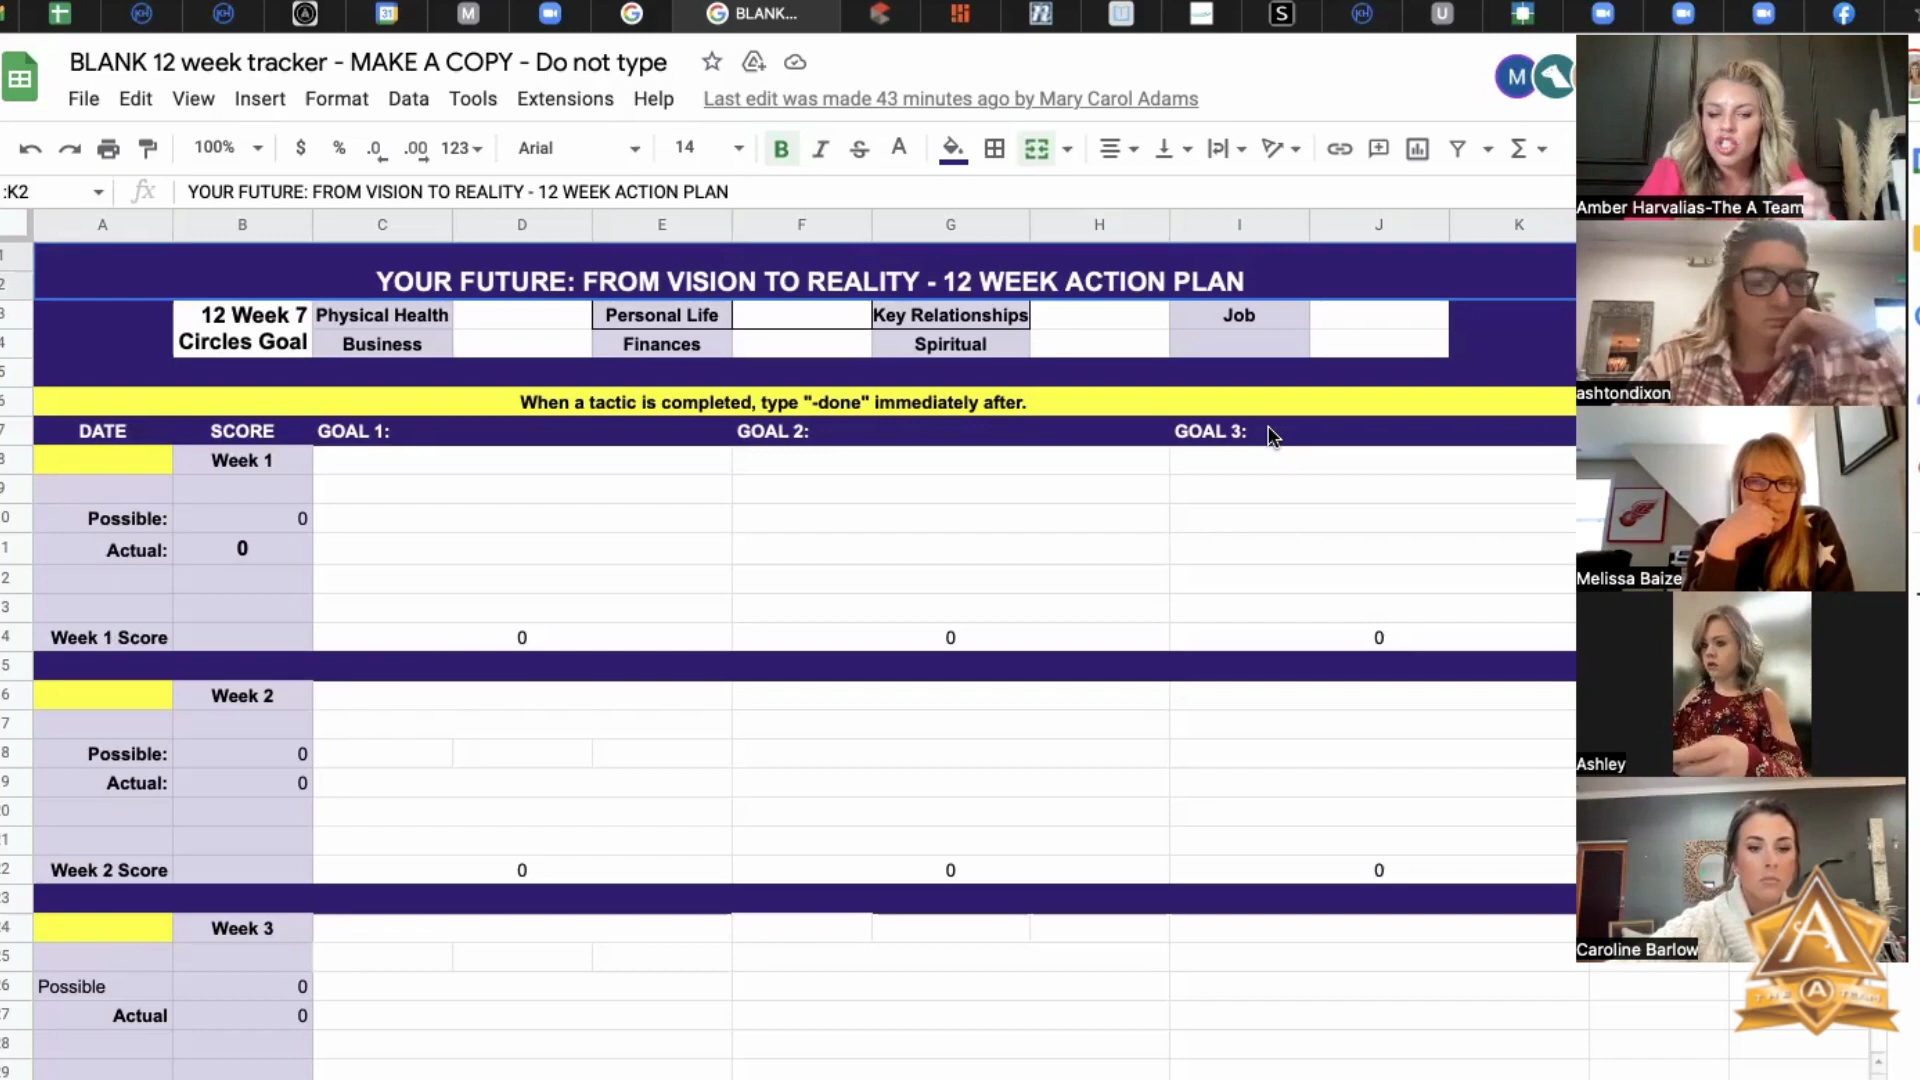 BLANK...
BLANK 12 week tracker - MAKE A COPY - Do not type
File Edit View Insert Format Data Tools Extensions Help Last edit was made 43 minutes ago by Mary Carol Adams
100% $ % .0 .00 123 Arial 14 B I S A Σ
:K2 fx YOUR FUTURE: FROM VISION TO REALITY - 12 WEEK ACTION PLAN
A B C D E F G H I J K
YOUR FUTURE: FROM VISION TO REALITY - 12 WEEK ACTION PLAN
12 Week 7 Circles Goal
Physical Health Personal Life Key Relationships Job
Business Finances Spiritual
When a tactic is completed, type "-done" immediately after.
DATE SCORE GOAL 1: GOAL 2: GOAL 3:
Week 1
Possible: 0
Actual: 0
Week 1 Score 0 0 0
Week 2
Possible: 0
Actual: 0
Week 2 Score 0 0 0
Week 3
Possible 0
Actual 0
M
Amber Harvalias-The A Team
ashtondixon
Melissa Baize
Ashley
Caroline Barlow
A
THE A TEAM